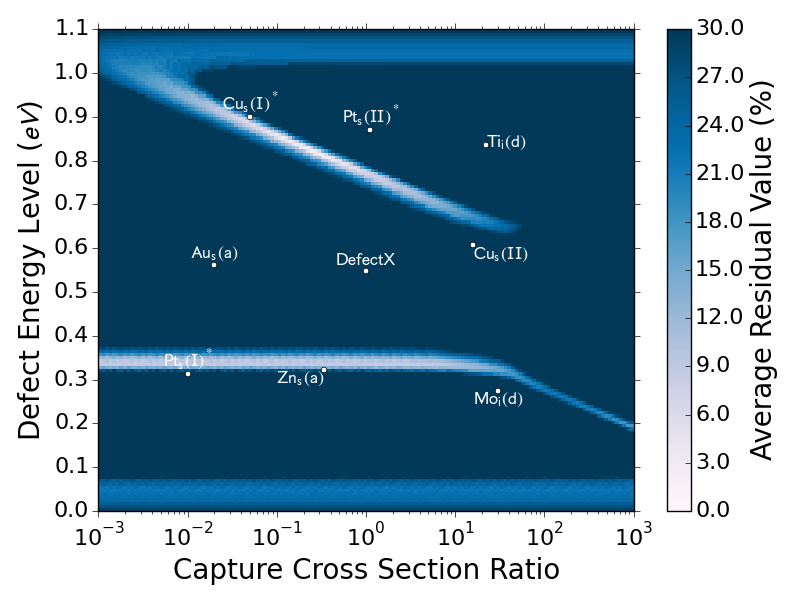 1.1
1.0
0.9
0.8
0.7
0.6
0.5
0.4
0.3
0.2
0.1
0.0
Defect Energy Level (eV)
Cuₛ(I)*
Ptₛ(II)*
Tiᵢ(d)
Auₛ(a)
DefectX
Cuₛ(II)
Ptₛ(I)*
Znₛ(a)
Moᵢ(d)
10⁻³ 10⁻² 10⁻¹ 10⁰ 10¹ 10² 10³
Capture Cross Section Ratio
30.0
27.0
24.0
21.0
18.0
15.0
12.0
9.0
6.0
3.0
0.0
Average Residual Value (%)